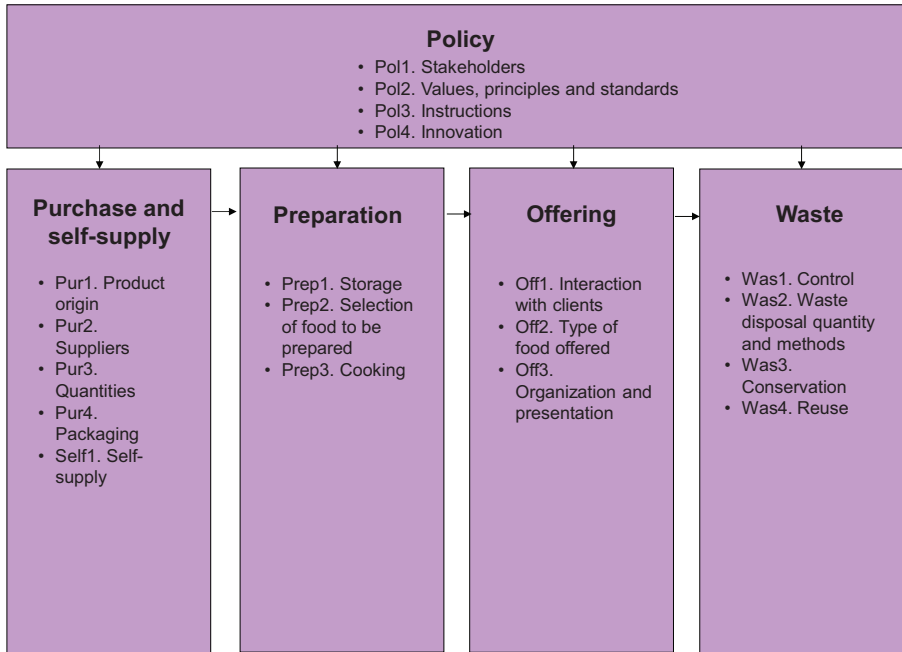 Policy
• Pol1. Stakeholders
• Pol2. Values, principles and standards
• Pol3. Instructions
• Pol4. Innovation
Purchase and
self-supply
• Pur1. Product
origin
• Pur2.
Suppliers
• Pur3.
Quantities
• Pur4.
Packaging
• Self1. Self-
supply
Preparation
• Prep1. Storage
• Prep2. Selection
of food to be
prepared
• Prep3. Cooking
Offering
• Off1. Interaction
with clients
• Off2. Type of
food offered
• Off3.
Organization and
presentation
Waste
• Was1. Control
• Was2. Waste
disposal quantity
and methods
• Was3.
Conservation
• Was4. Reuse